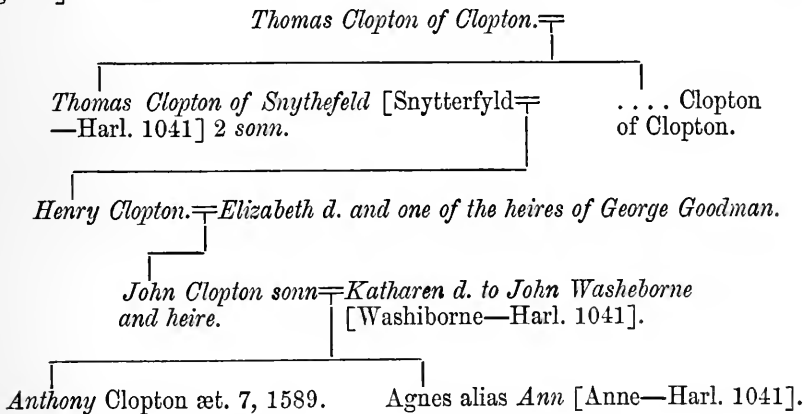 Thomas Clopton of Clopton.
Thomas Clopton of Snythefeld [Snytterfyld
—Harl. 1041] 2 sonn.
.... Clopton
of Clopton.
Henry Clopton. Elizabeth d. and one of the heires of George Goodman.
John Clopton sonn
and heire.
Katharen d. to John Washeborne
[Washiborne—Harl. 1041].
Anthony Clopton æt. 7, 1589.
Agnes alias Ann [Anne—Harl. 1041].